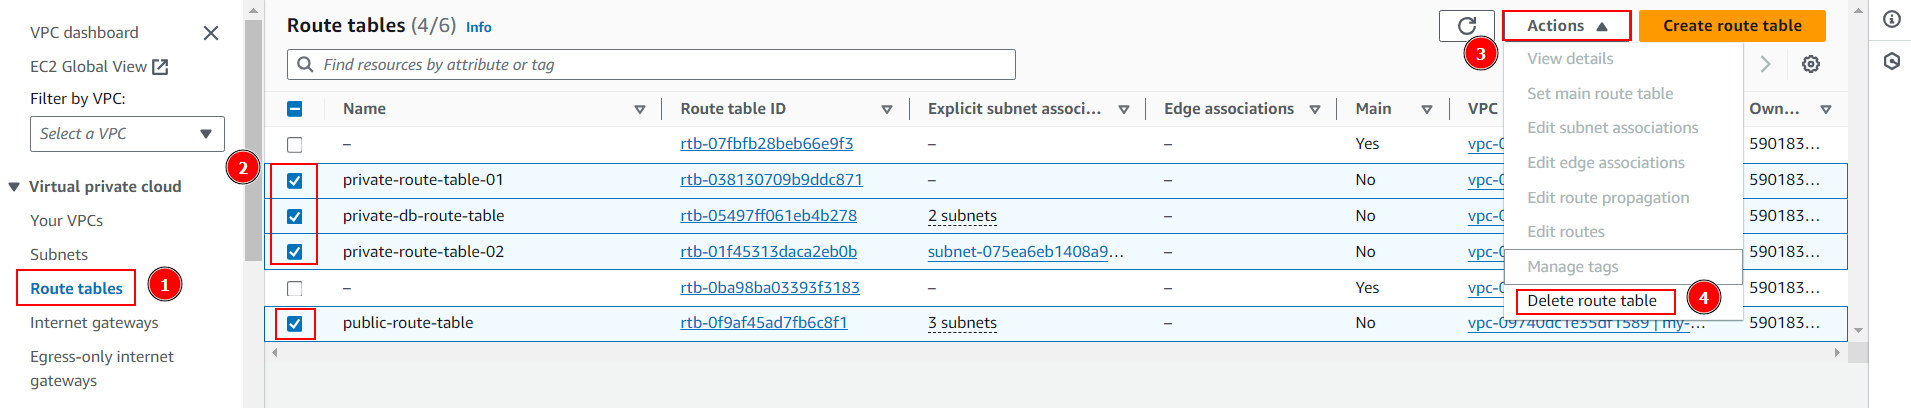 VPC dashboard
EC2 Global View
Filter by VPC:
Select a VPC
Virtual private cloud
Your VPCs
Subnets
Route tables
1
Internet gateways
Egress-only internet
gateways
Route tables (4/6) Info
Actions
Create route table
Find resources by attribute or tag
3
View details
Set main route table
Edit subnet associations
Edit edge associations
Edit route propagation
Edit routes
Manage tags
Delete route table
4
2
Name Route table ID Explicit subnet associ... Edge associations Main VPC Own...
– rtb-07fbfb28beb66e9f3 – – Yes vpc-0 590183...
private-route-table-01 rtb-038130709b9ddc871 – – No vpc-0 590183...
private-db-route-table rtb-05497ff061eb4b278 2 subnets – No vpc-0 590183...
private-route-table-02 rtb-01f45313daca2eb0b subnet-075ea6eb1408a9... – No vpc-0 590183...
– rtb-0ba98ba03393f3183 – – Yes vpc-0 590183...
public-route-table rtb-0f9af45ad7fb6c8f1 3 subnets – No vpc-09740dc1e35df1589 | my-... 590183...